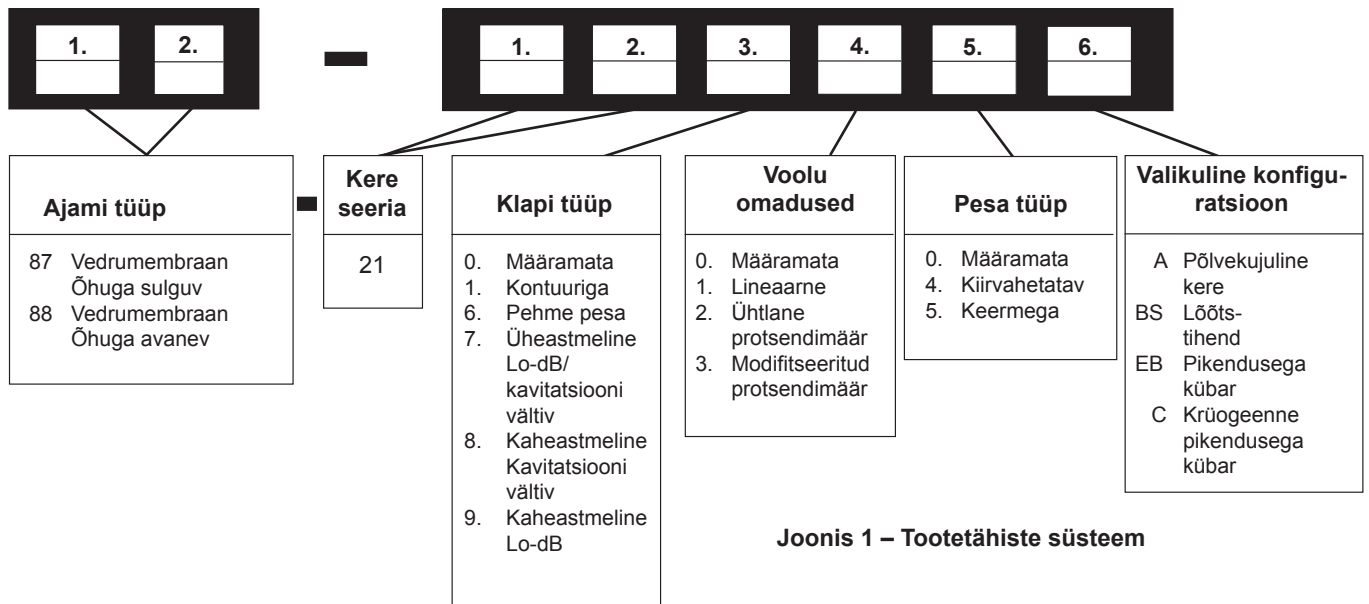 1. 2.
1. 2. 3. 4. 5. 6.
Ajami tüüp
87 Vedrumembraan
Õhuga sulguv
88 Vedrumembraan
Õhuga avanev
Kere
seeria
21
Klapi tüüp
0. Määramata
1. Kontuuriga
6. Pehme pesa
7. Üheastmeline
Lo-dB/
kavitatsiooni
vältiv
8. Kaheastmeline
Kavitatsiooni
vältiv
9. Kaheastmeline
Lo-dB
Voolu
omadused
0. Määramata
1. Lineaarne
2. Ühtlane
protsendimäär
3. Modifitseeritud
protsendimäär
Pesa tüüp
0. Määramata
4. Kiirvahetatav
5. Keermega
Valikuline konfigu-
ratsioon
A Põlvekujuline
kere
BS Lõõts-
tihend
EB Pikendusega
kübar
C Krüogeenne
pikendusega
kübar
Joonis 1 – Tootetähiste süsteem